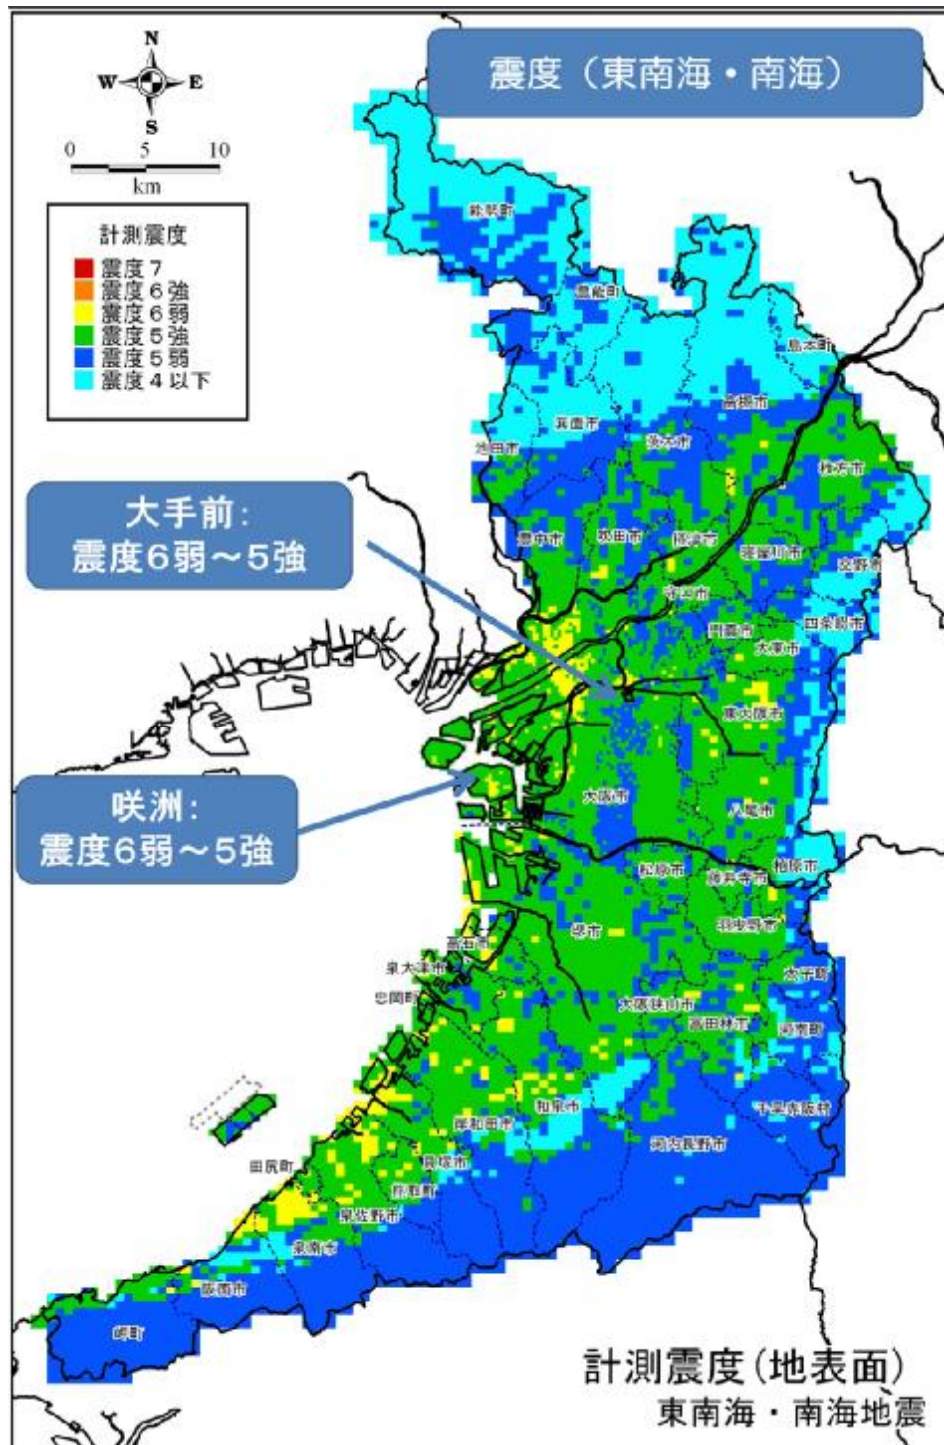 震度（東南海・南海）
N
W E
S
0 5 10
km
計測震度
震度７
震度６強
震度６弱
震度５強
震度５弱
震度４以下
能勢町
豊能町
島本町
高槻市
箕面市
茨木市
池田市
枚方市
大手前：
震度６弱～５強
豊中市
吹田市
摂津市
寝屋川市
交野市
守口市
四条畷市
門真市
大東市
東大阪市
咲洲：
震度６弱～５強
大阪市
八尾市
松原市
藤井寺市
柏原市
羽曳野市
堺市
高石市
泉大津市
太子町
忠岡町
大阪狭山市
富田林市
河南町
和泉市
千早赤阪村
岸和田市
河内長野市
貝塚市
田尻町
熊取町
泉佐野市
泉南市
阪南市
岬町
計測震度(地表面)
東南海・南海地震